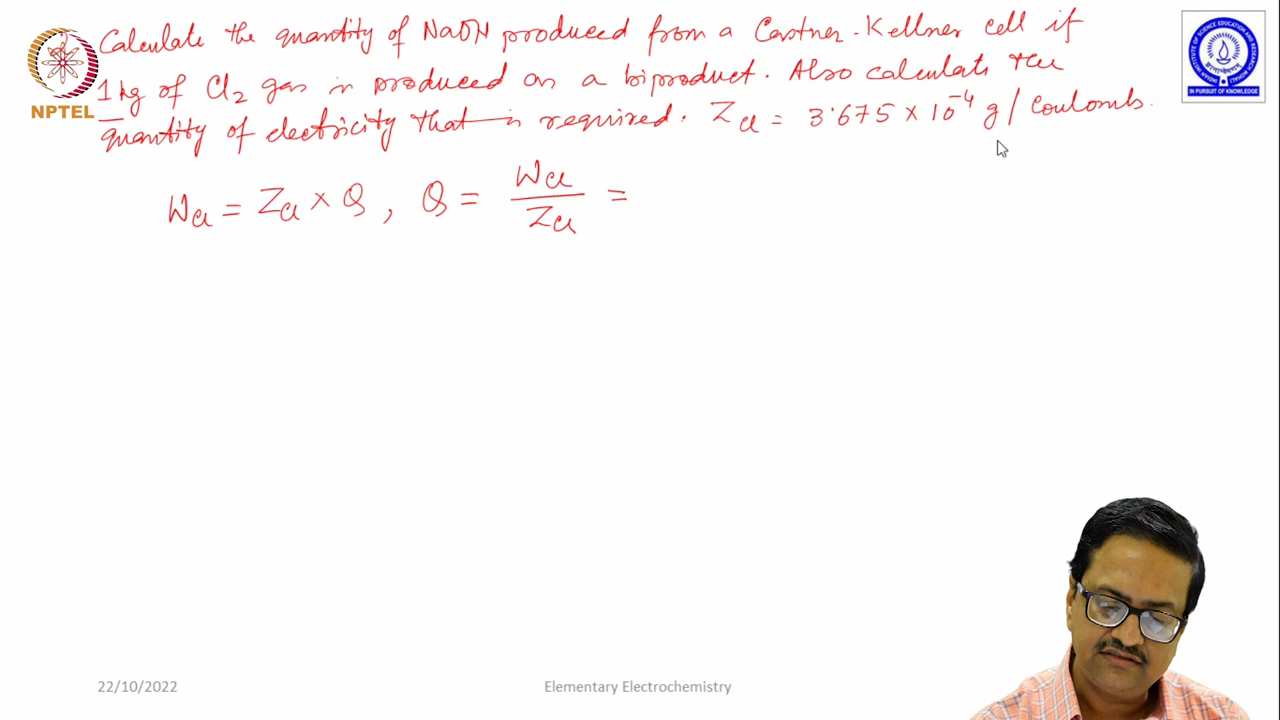 Calculate the quantity of NaOH produced from a Castner-Kellner cell if
1 kg of Cl2 gas is produced as a biproduct. Also calculate the
quantity of electricity that is required. ZCl = 3.675 × 10^-4 g/Coulomb.
WCl = ZCl × Q, Q = WCl / ZCl =
NPTEL
IN PURSUIT OF KNOWLEDGE
22/10/2022
Elementary Electrochemistry